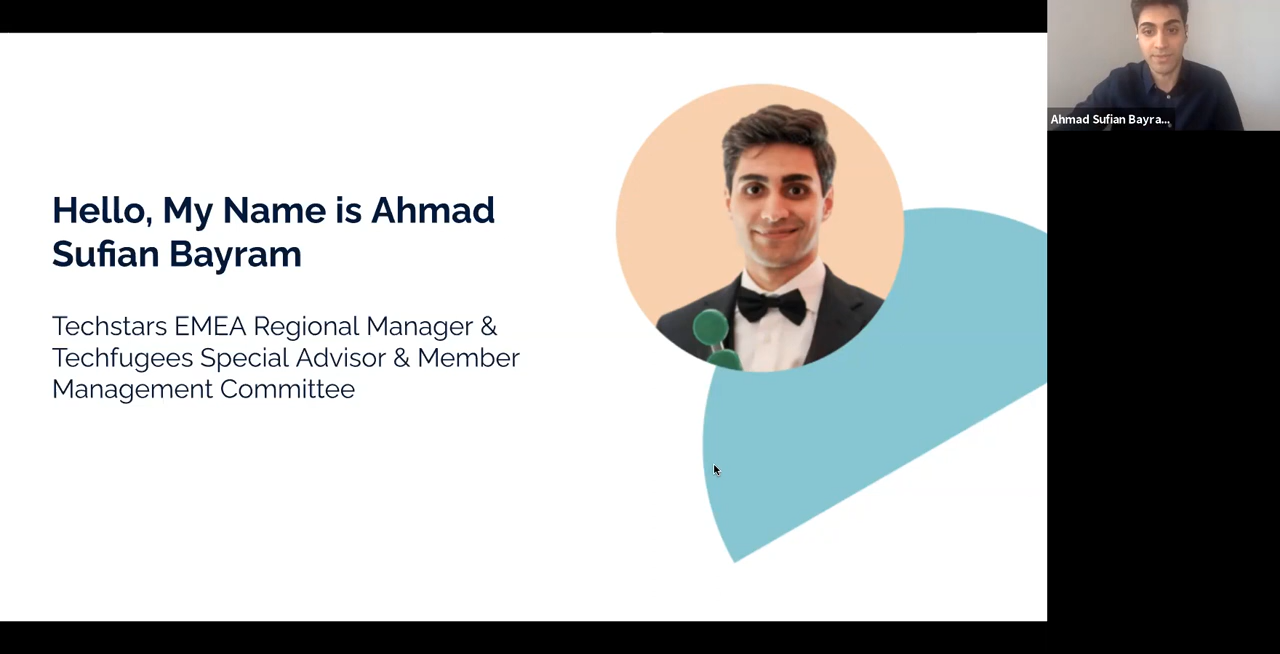 Hello, My Name is Ahmad
Sufian Bayram
Techstars EMEA Regional Manager &
Techfugees Special Advisor & Member
Management Committee
Ahmad Sufian Bayra...